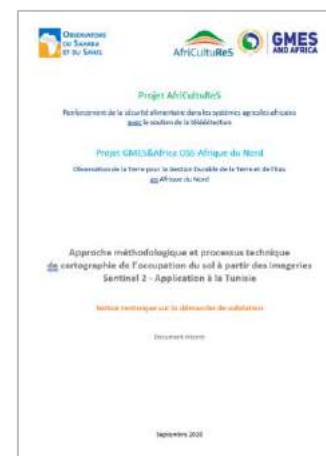 OBSERVATOIRE
DU SAHARA
ET DU SAHEL
AfriCultuReS
GMES
AND AFRICA
Projet AfriCultuReS
Renforcement de la sécurité alimentaire dans les systèmes agricoles africains
avec le soutien de la télédétection
Projet GMES&Africa OSS-Afrique du Nord
Observation de la Terre pour la Gestion Durable de la Terre et de l'Eau
en Afrique du Nord
Approche méthodologique et processus technique
de cartographie de l'occupation du sol à partir des imageries
Sentinel 2 - Application à la Tunisie
Notice technique sur la démarche de validation
Document interne
Septembre 2020